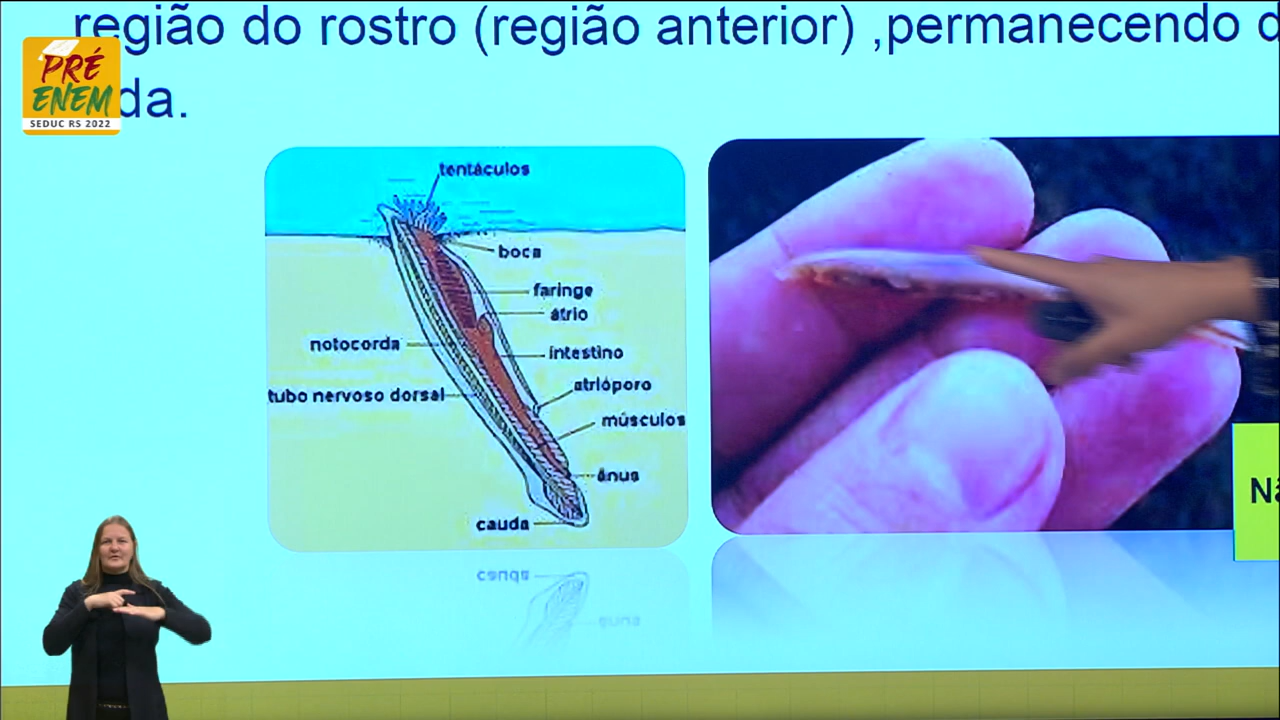 região do rostro (região anterior) ,permanecendo
da.
PRÉ
ENEM
SEDUC RS 2022
tentáculos
boca
faringe
átrio
notocorda
intestino
atrióporo
tubo nervoso dorsal
músculos
ânus
cauda